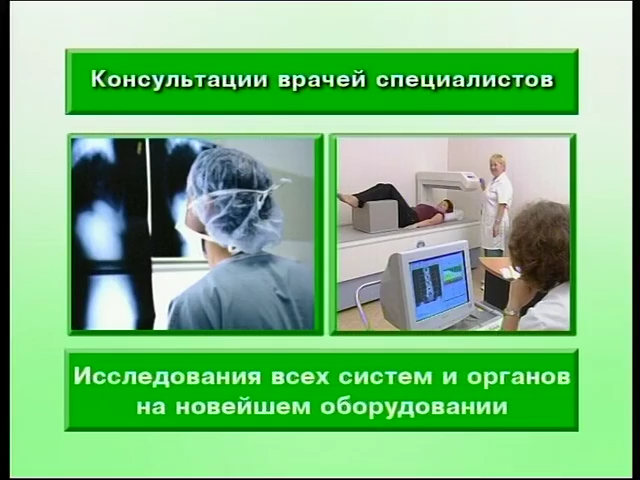 Консультации врачей специалистов
Исследования всех систем и органов
на новейшем оборудовании